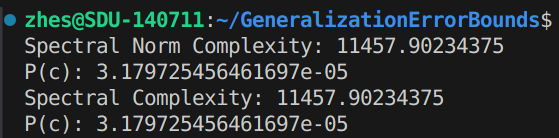 zhes@SDU-140711:~/GeneralizationErrorBounds$
Spectral Norm Complexity: 11457.90234375
P(c): 3.179725456461697e-05
Spectral Complexity: 11457.90234375
P(c): 3.179725456461697e-05